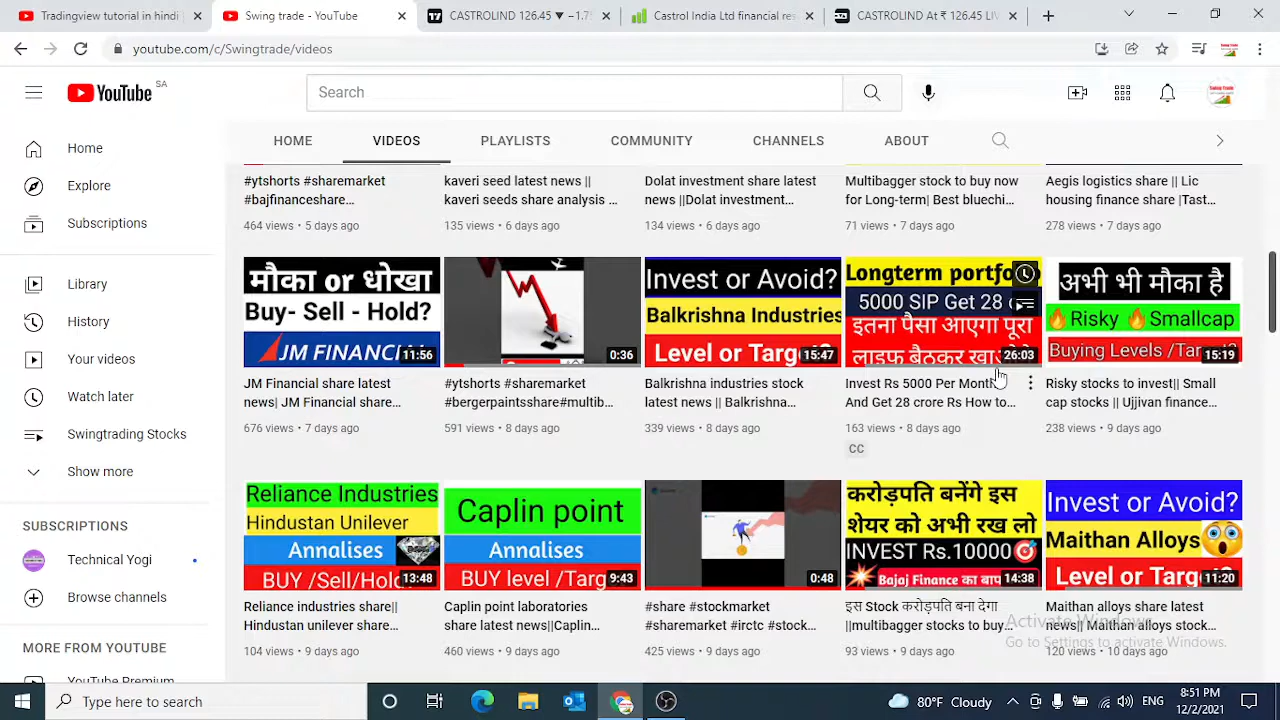 Tradingview tutorial in hindi |
Swing trade - YouTube
CASTROLIND 126.45 ▼ −1.75
Castrol India Ltd financial res
CASTROLIND At ₹ 126.45 LIV
youtube.com/c/Swingtrade/videos
YouTube SA
Search
HOME VIDEOS PLAYLISTS COMMUNITY CHANNELS ABOUT
Home
Explore
Subscriptions
Library
History
Your videos
Watch later
Swingtrading Stocks
Show more
SUBSCRIPTIONS
Technical Yogi
Browse channels
MORE FROM YOUTUBE
YouTube Premium
#ytshorts #sharemarket
#bajfinanceshare...
464 views • 5 days ago
kaveri seed latest news ||
kaveri seeds share analysis ...
135 views • 6 days ago
Dolat investment share latest
news ||Dolat investment...
134 views • 6 days ago
Multibagger stock to buy now
for Long-term| Best bluechi...
71 views • 7 days ago
Aegis logistics share || Lic
housing finance share |Tast...
278 views • 7 days ago
मौका or धोखा
Buy- Sell - Hold?
JM FINANCIAL
11:56
JM Financial share latest
news| JM Financial share...
676 views • 7 days ago
0:36
#ytshorts #sharemarket
#bergerpaintsshare#multib...
591 views • 8 days ago
Invest or Avoid?
Balkrishna Industries
Level or Target?
15:47
Balkrishna industries stock
latest news || Balkrishna...
339 views • 8 days ago
Longterm portfo
5000 SIP Get 28 c
इतना पैसा आएगा पूरा
लाइफ बैठकर खाओगे
26:03
Invest Rs 5000 Per Month
And Get 28 crore Rs How to...
163 views • 8 days ago
CC
अभी भी मौका है
🔥Risky 🔥Smallcap
Buying Levels /Target?
15:19
Risky stocks to invest|| Small
cap stocks || Ujjivan finance...
238 views • 9 days ago
Reliance Industries
Hindustan Unilever
Annalises
BUY /Sell/Hold
13:48
Reliance industries share||
Hindustan unilever share...
104 views • 9 days ago
Caplin point
Annalises
BUY level /Targ
9:43
Caplin point laboratories
share latest news||Caplin...
460 views • 9 days ago
0:48
#share #stockmarket
#sharemarket #irctc #stock...
425 views • 9 days ago
करोड़पति बनेंगे इस
शेयर को अभी रख लो
INVEST Rs.10000
Bajaj Finance का बाप
14:38
इस Stock करोड़पति बना देगा
||multibagger stocks to buy...
93 views • 9 days ago
Invest or Avoid?
Maithan Alloys
Level or Target?
11:20
Maithan alloys share latest
news|| Maithan alloys stock...
120 views • 10 days ago
Activate Windows
Go to Settings to activate Windows.
Type here to search
80°F Cloudy
ENG
8:51 PM
12/2/2021